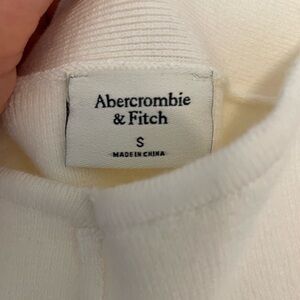 Abercrombie
& Fitch
S
MADE IN CHINA